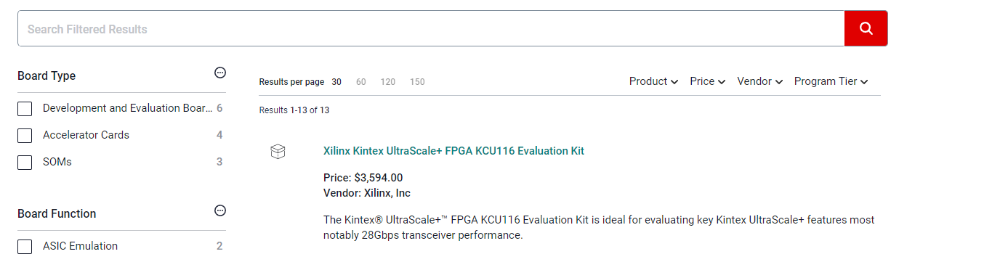 Search Filtered Results
Board Type
Development and Evaluation Boar... 6
Accelerator Cards 4
SOMs 3
Board Function
ASIC Emulation 2
Results per page 30 60 120 150
Product Price Vendor Program Tier
Results 1-13 of 13
Xilinx Kintex UltraScale+ FPGA KCU116 Evaluation Kit
Price: $3,594.00
Vendor: Xilinx, Inc
The Kintex® UltraScale+™ FPGA KCU116 Evaluation Kit is ideal for evaluating key Kintex UltraScale+ features most
notably 28Gbps transceiver performance.